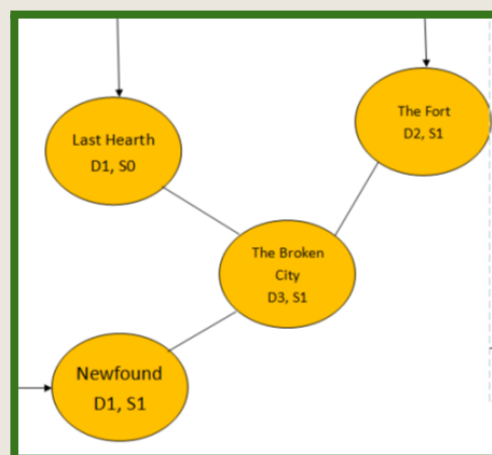 Last Hearth
D1, S0
The Fort
D2, S1
The Broken
City
D3, S1
Newfound
D1, S1